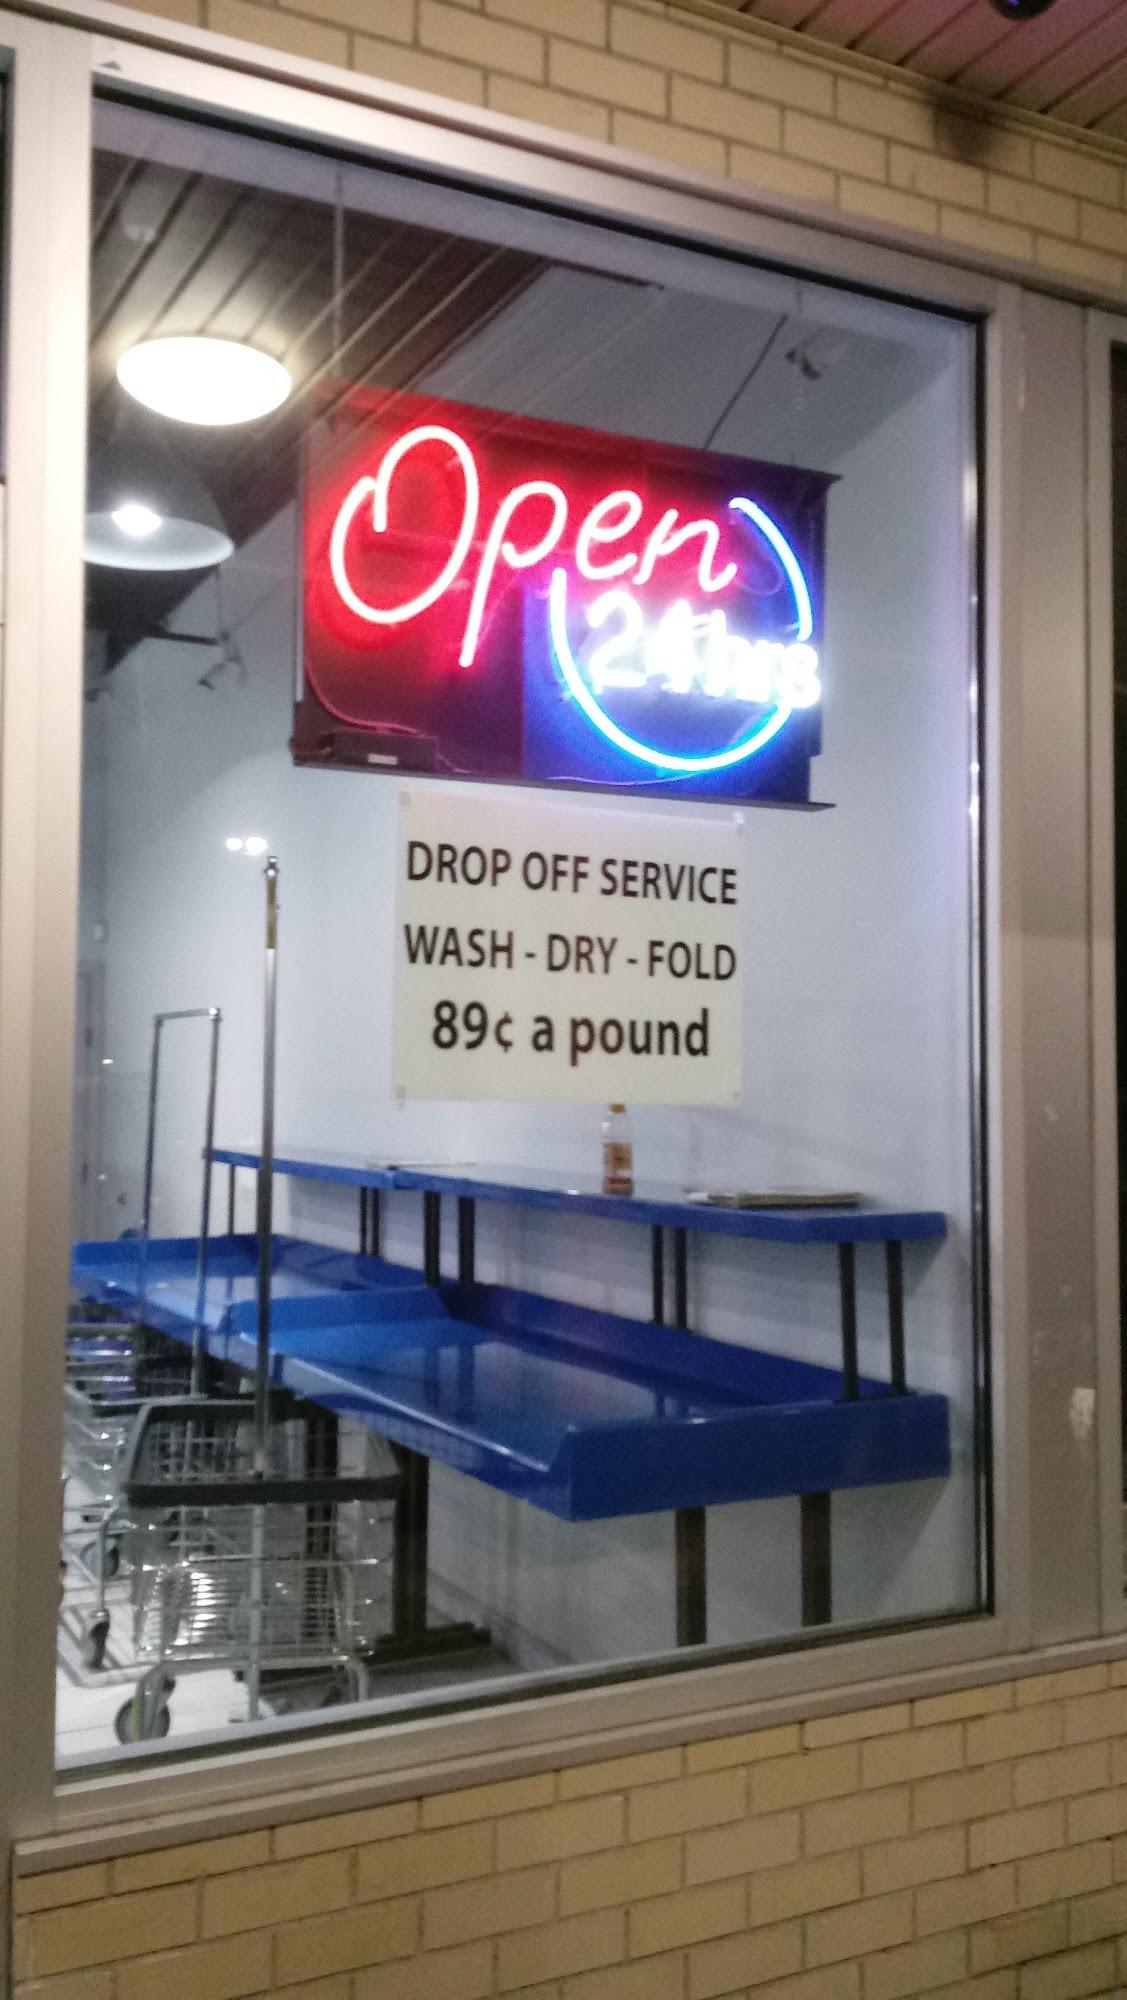 Open
24hrs
DROP OFF SERVICE
WASH - DRY - FOLD
89¢ a pound